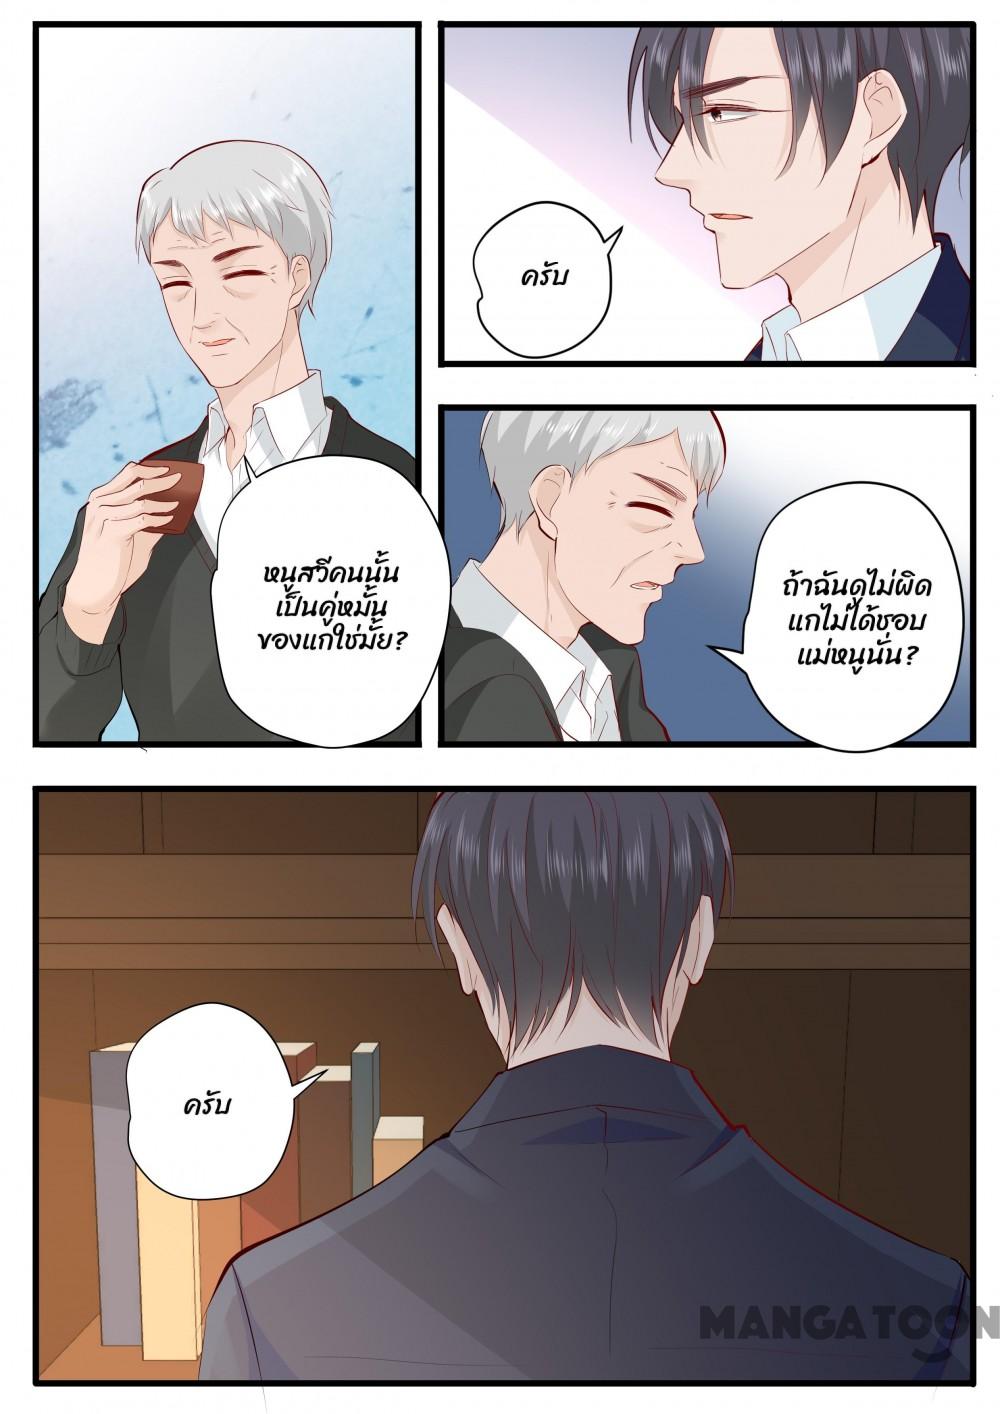 หนูสวีคนนั้น
เป็นคู่หมั้น
ของแกใช่มั้ย?
ครับ
ถ้าฉันดูไม่ผิด
แกไม่ได้ชอบ
แม่หนูนั่น?
ครับ
MANGATOON